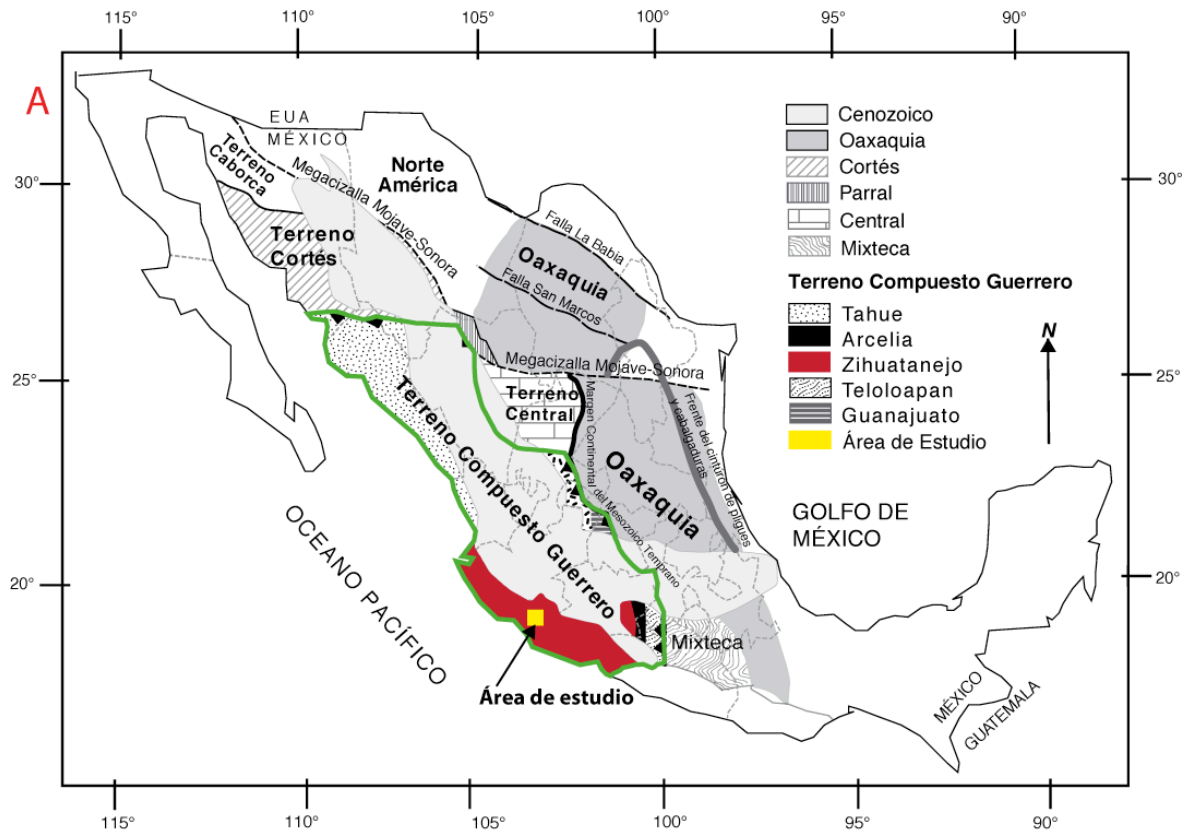 115°
110°
105°
100°
95°
90°
A
EUA
MÉXICO
Terreno
Caborca
Norte
América
Megacizalla Mojave-Sonora
30°
30°
Terreno
Cortés
Falla La Babia
Oaxaquia
Falla San Marcos
Cenozoico
Oaxaquia
Cortés
Parral
Central
Mixteca
Terreno Compuesto Guerrero
Tahue
Arcelia
Zihuatanejo
Teloloapan
Guanajuato
Área de Estudio
N
Megacizalla Mojave-Sonora
25°
25°
Terreno
Central
Margen Continental del Mesozoico Temprano
Frente del cinturon de pligues
y cabalgaduras
Terreno Compuesto Guerrero
Oaxaquia
GOLFO DE
MÉXICO
OCEANO PACÍFICO
20°
20°
Mixteca
Área de estudio
MÉXICO
GUATEMALA
115°
110°
105°
100°
95°
90°